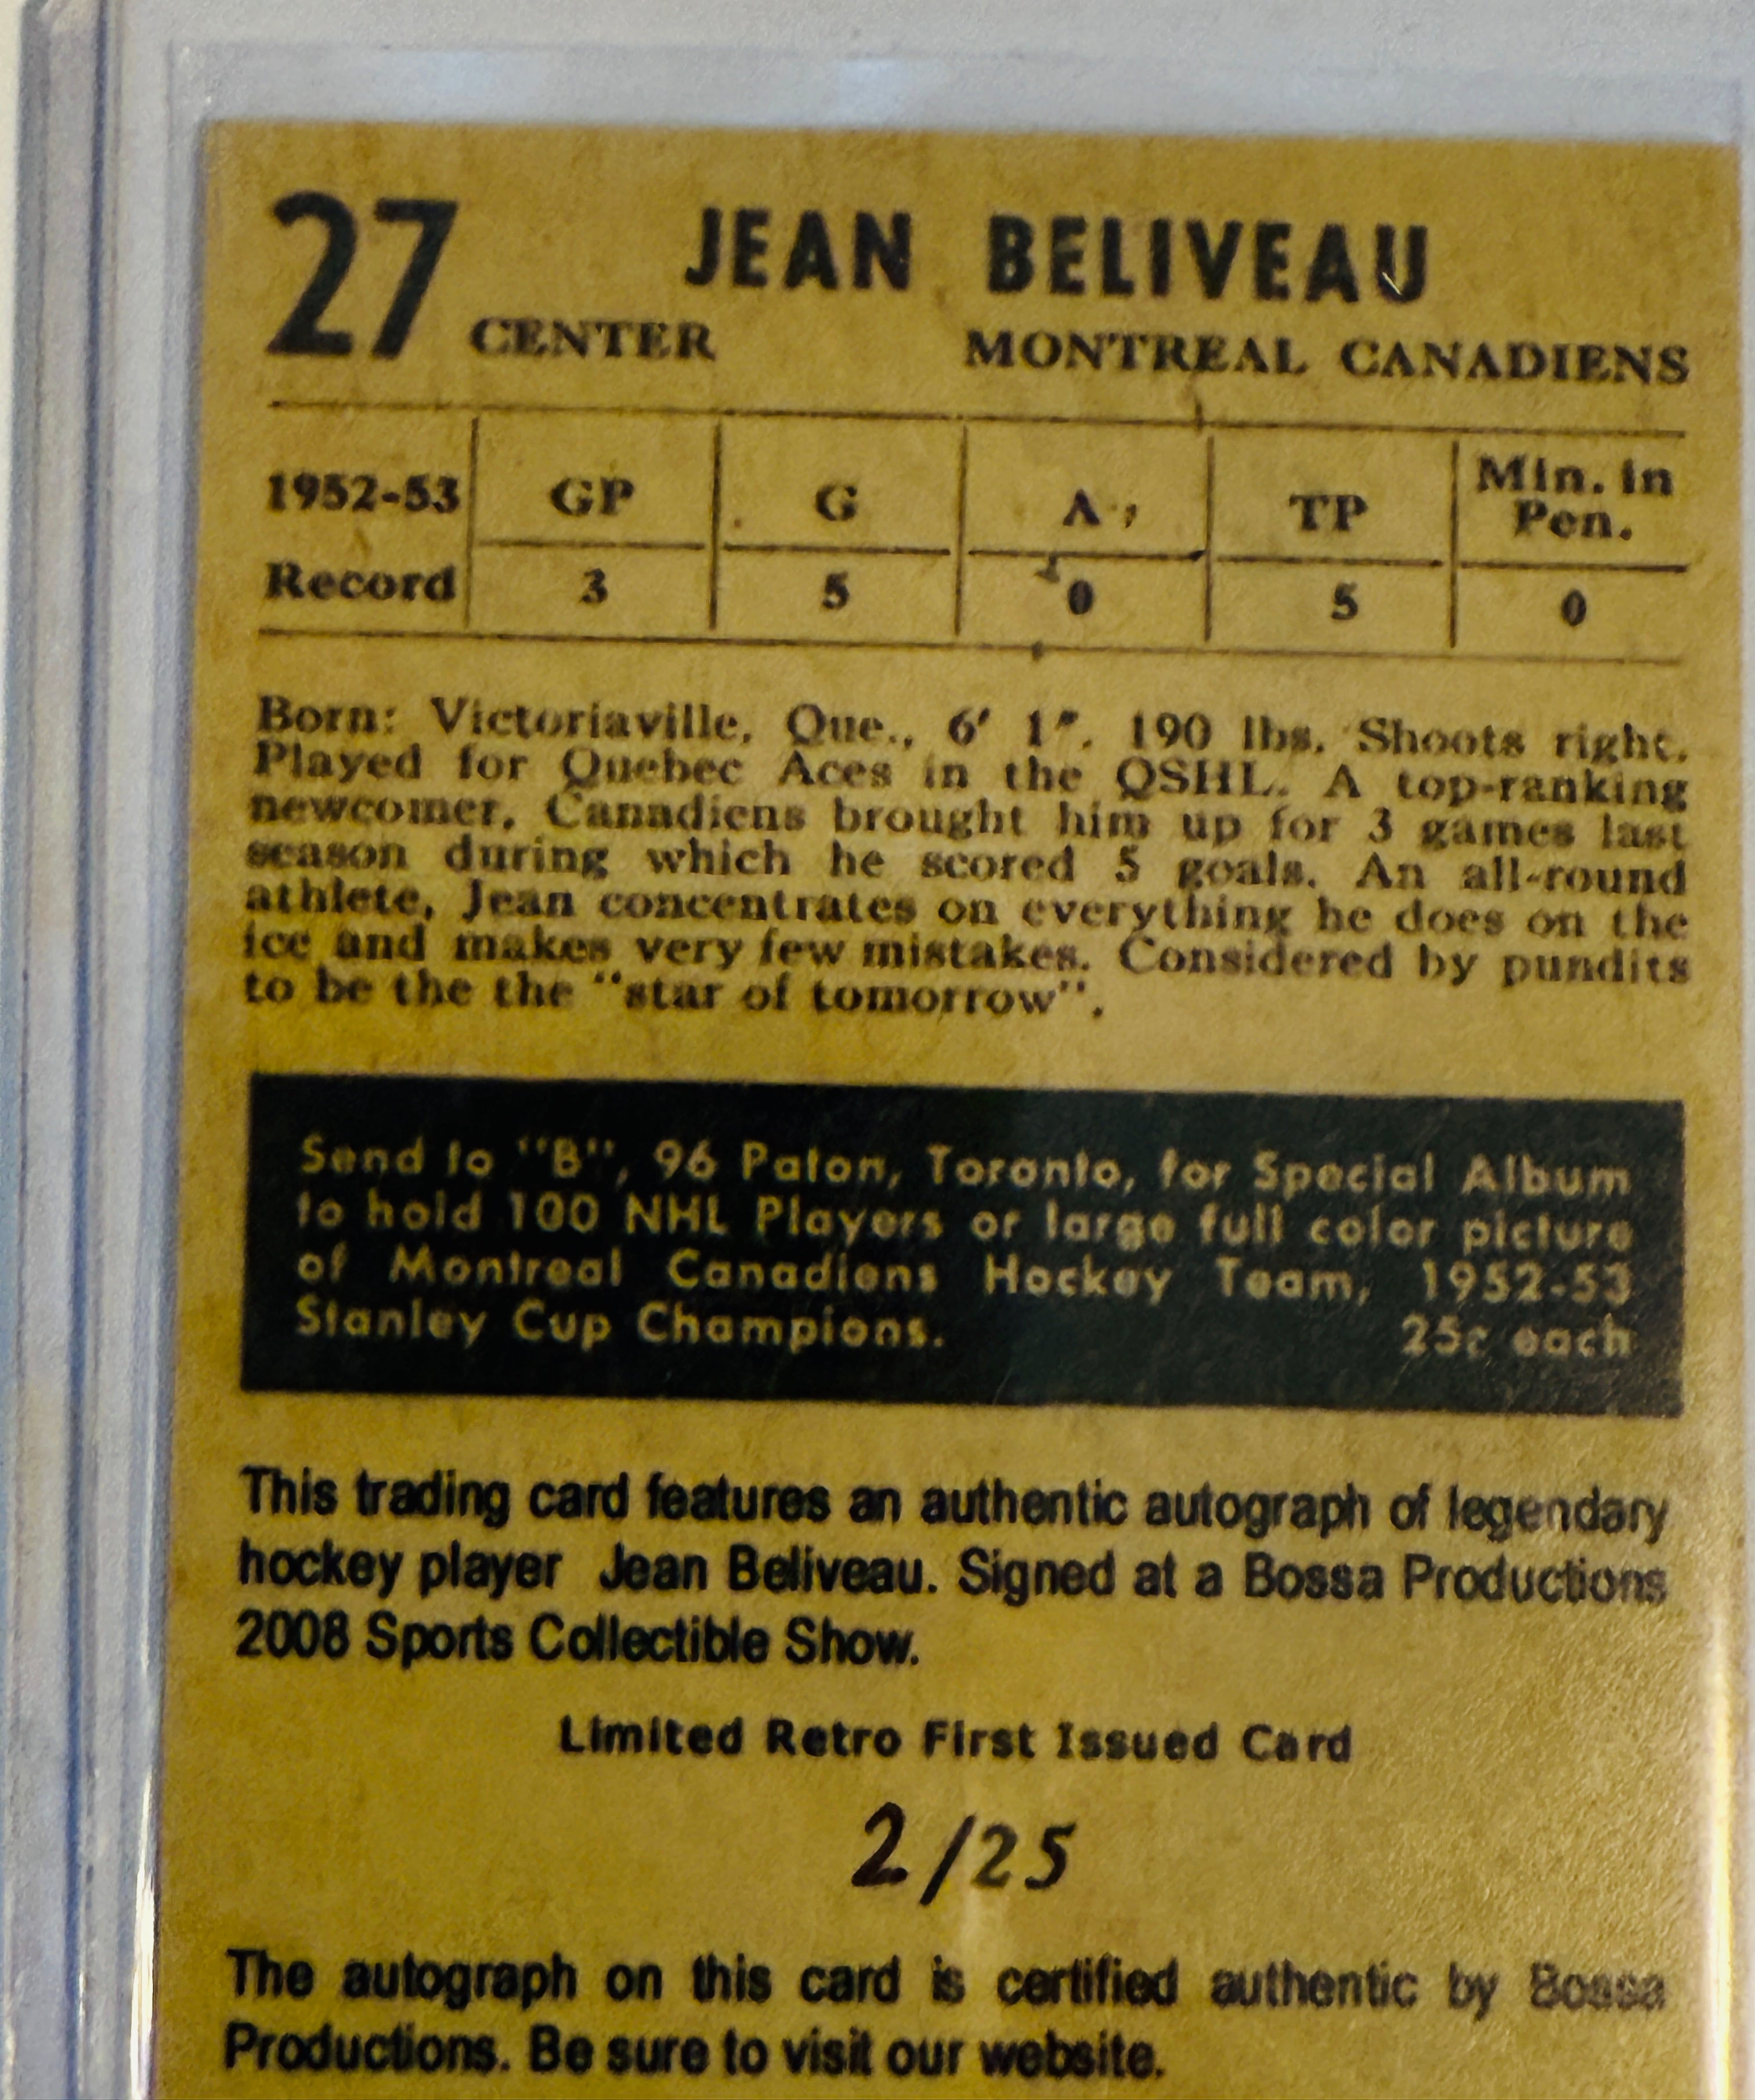 27 JEAN BELIVEAU
CENTER MONTREAL CANADIENS
1952-53 GP G A TP Min. in Pen.
Record 3 5 0 5 0
Born: Victoriaville, Que., 6' 1". 190 lbs. Shoots right.
Played for Quebec Aces in the QSHL. A top-ranking
newcomer, Canadiens brought him up for 3 games last
season during which he scored 5 goals. An all-round
athlete, Jean concentrates on everything he does on the
ice and makes very few mistakes. Considered by pundits
to be the the "star of tomorrow".
Send to "B", 96 Paton, Toronto, for Special Album
to hold 100 NHL Players or large full color picture
of Montreal Canadiens Hockey Team, 1952-53
Stanley Cup Champions. 25c each
This trading card features an authentic autograph of legendary
hockey player Jean Beliveau. Signed at a Bossa Productions
2008 Sports Collectible Show.
Limited Retro First Issued Card
2/25
The autograph on this card is certified authentic by Bossa
Productions. Be sure to visit our website.